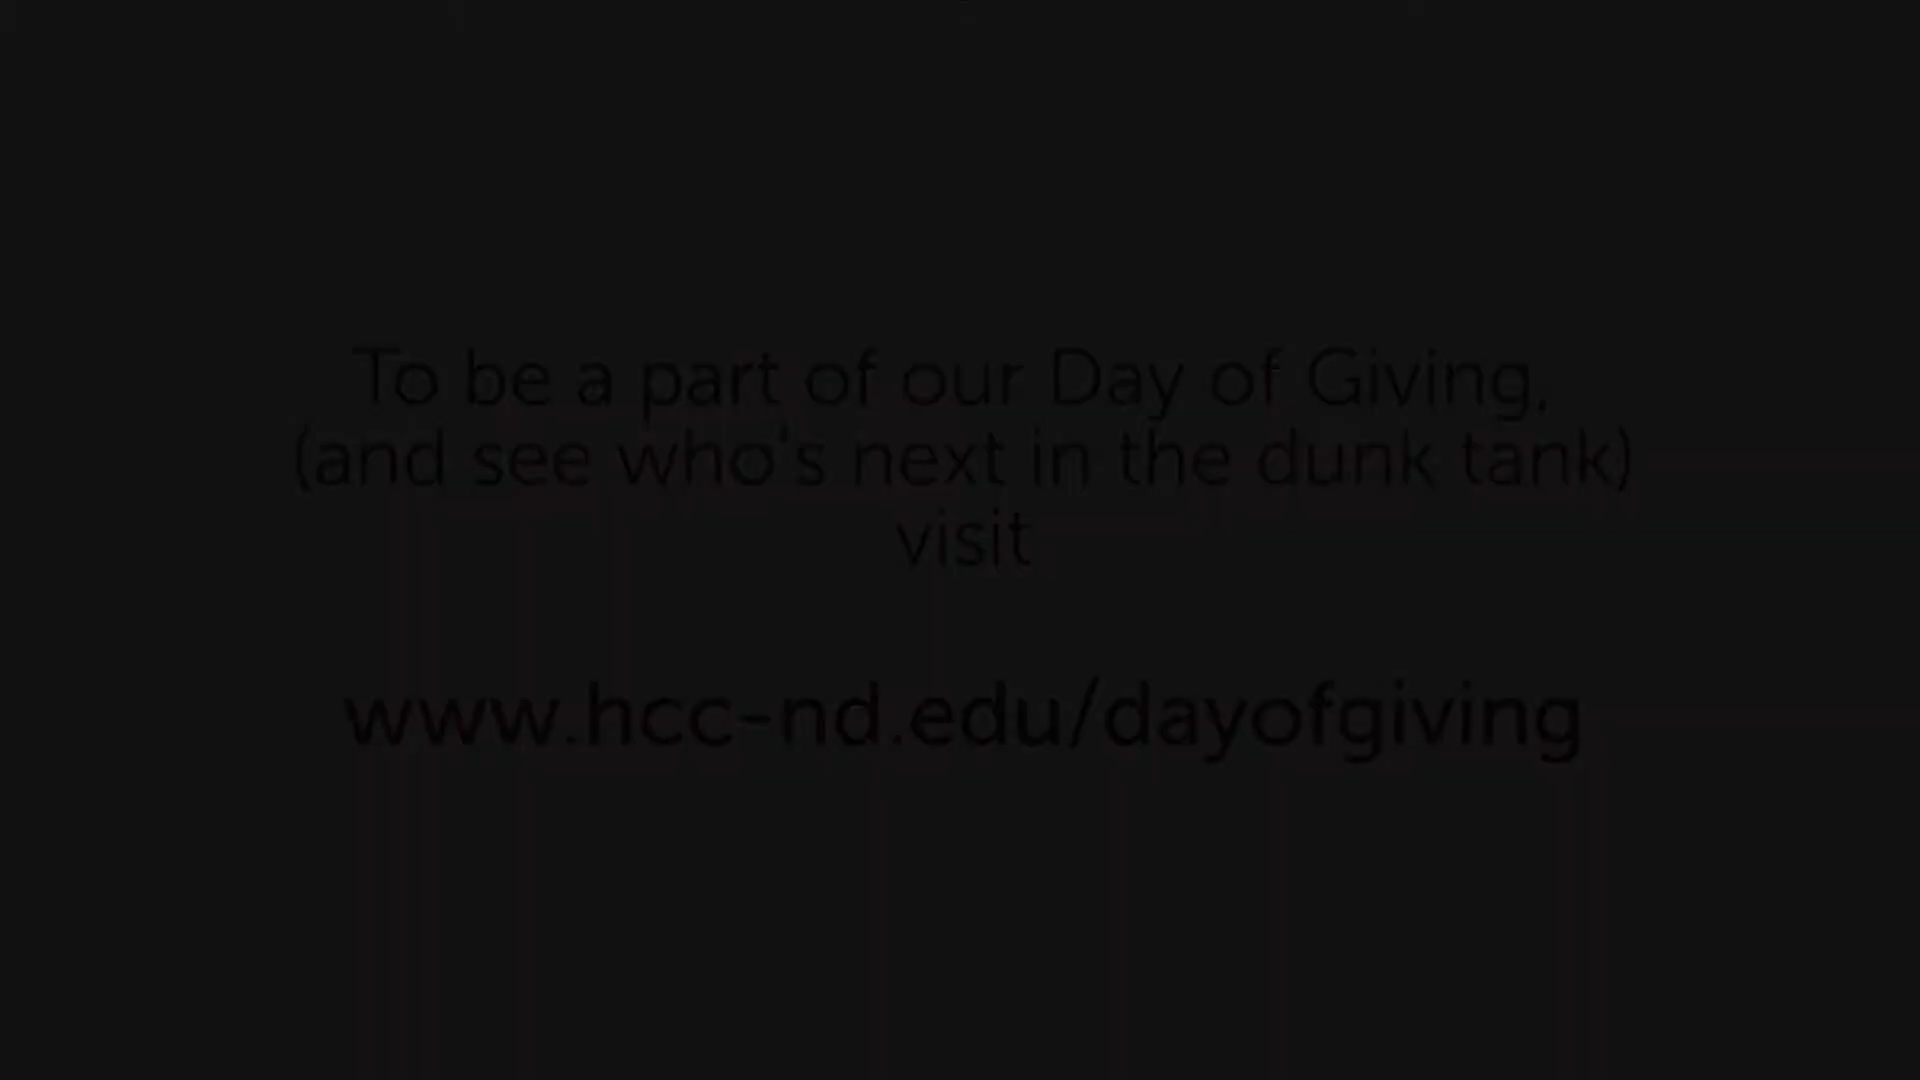 To be a part of our Day of Giving,
(and see who's next in the dunk tank)
visit
www.hcc-nd.edu/dayofgiving